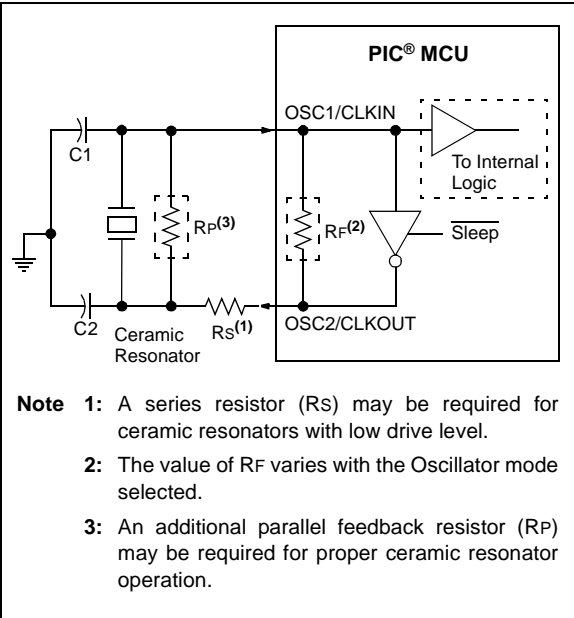 PIC® MCU
OSC1/CLKIN
C1
To Internal
Logic
RP(3)
RF(2)
Sleep
C2
Ceramic
Resonator
RS(1)
OSC2/CLKOUT
Note 1: A series resistor (RS) may be required for
ceramic resonators with low drive level.
2: The value of RF varies with the Oscillator mode
selected.
3: An additional parallel feedback resistor (RP)
may be required for proper ceramic resonator
operation.